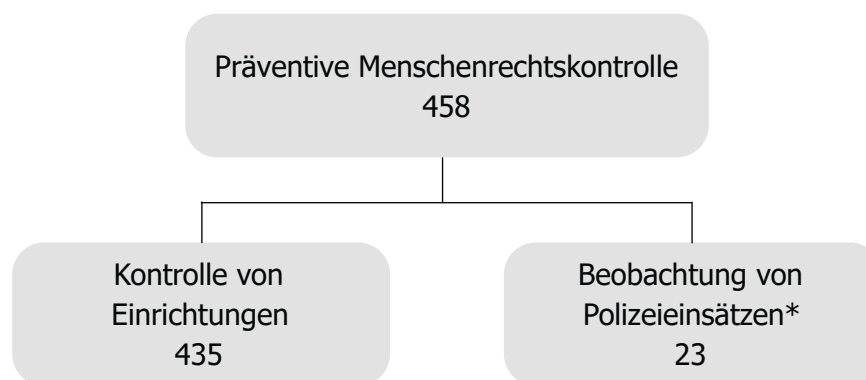 Präventive Menschenrechtskontrolle
458
Kontrolle von
Einrichtungen
435
Beobachtung von
Polizeieinsätzen*
23